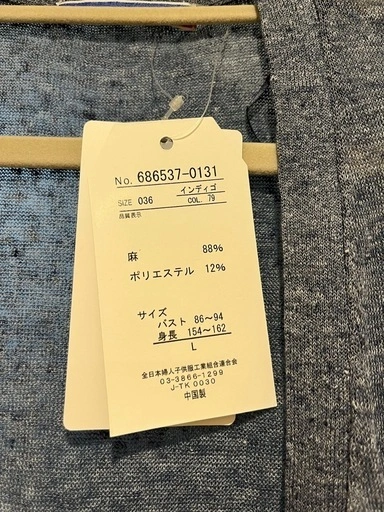 No. 686537-0131
インディゴ
SIZE 036 COL. 79
品質表示
麻 88%
ポリエステル 12%
サイズ
バスト 86〜94
身長 154〜162
L
全日本婦人子供服工業組合連合会
03-3866-1299
J-TK0030
中国製